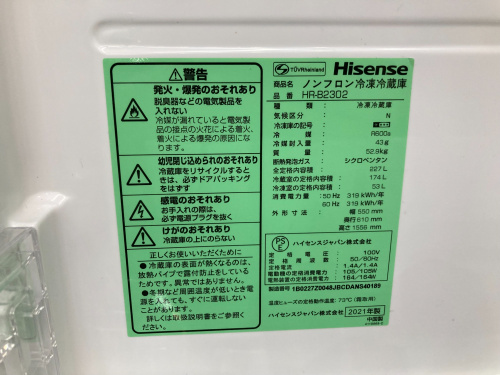 警告
発火・爆発のおそれあり
脱臭器などの電気製品を
入れない
冷媒が漏れていると電気製品
の接点の火花による着火、
着火による爆発の原因
幼児閉じ込められのおそれあり
冷蔵庫をリサイクルすると
きは、必ずドアパッキング
をはずす
感電のおそれあり
お手入れの際は、
必ず電源プラグを抜く
けがのおそれあり
冷蔵庫の上にのらない
正しくお使いいただくために
●冷蔵庫の表面が熱くなるのは、
放熱パイプで露付防止をしている
ためで、異常ではありません。
●冬期など周囲温度が低いとき、
電源を入れても、すぐに運転しない
ことがあります。
詳しくは取扱説明書をご覧ください。
TÜVRheinland
Hisense
商品名 ノンフロン冷凍冷蔵庫
形名 HR-B2302
種類 : 冷凍冷蔵庫
気候区分 : N
冷凍庫の記号 :
冷媒 : R600a
冷媒封入量 : 43g
質量 : 52.9kg
断熱発泡ガス : シクロペンタン
全定格内容積 : 227L
冷蔵室の定格内容積 : 174L
冷凍室の定格内容積 : 53L
消費電力量 : 50Hz 319 kWh/年
60Hz 319 kWh/年
外形寸法 : 幅 550 mm
奥行 610 mm
高さ 1556 mm
PSE
ハイセンスジャパン株式会社
定格電圧 : 100V
定格周波数 : 50/60Hz
定格電流 : 1.4A/1.4A
電動機の定格消費電力 : 105/105W
電熱装置の定格消費電力 : 164/164W
製造番号 1B0227Z0048JBCDANS40189
温度ヒューズの定格動作温度: 73℃(霜取用)
ハイセンスジャパン株式会社
2021年製
中国製